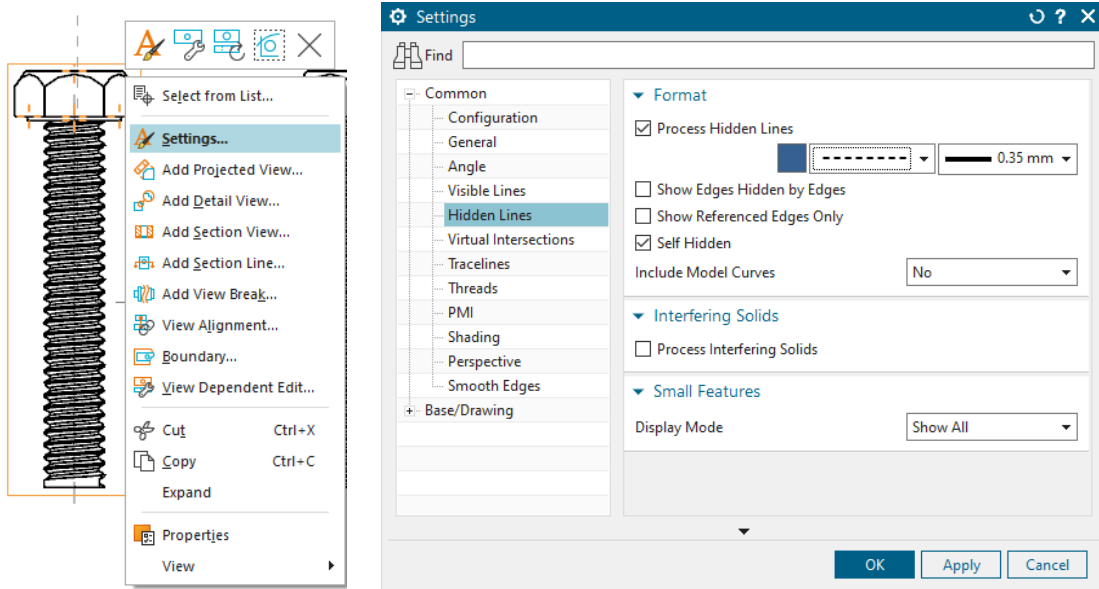 Select from List...
Settings...
Add Projected View...
Add Detail View...
Add Section View...
Add Section Line...
Add View Break...
View Alignment...
Boundary...
View Dependent Edit...
Cut Ctrl+X
Copy Ctrl+C
Expand
Properties
View
Settings
Find
Common
Configuration
General
Angle
Visible Lines
Hidden Lines
Virtual Intersections
Tracelines
Threads
PMI
Shading
Perspective
Smooth Edges
Base/Drawing
Format
Process Hidden Lines
0.35 mm
Show Edges Hidden by Edges
Show Referenced Edges Only
Self Hidden
Include Model Curves No
Interfering Solids
Process Interfering Solids
Small Features
Display Mode Show All
OK Apply Cancel